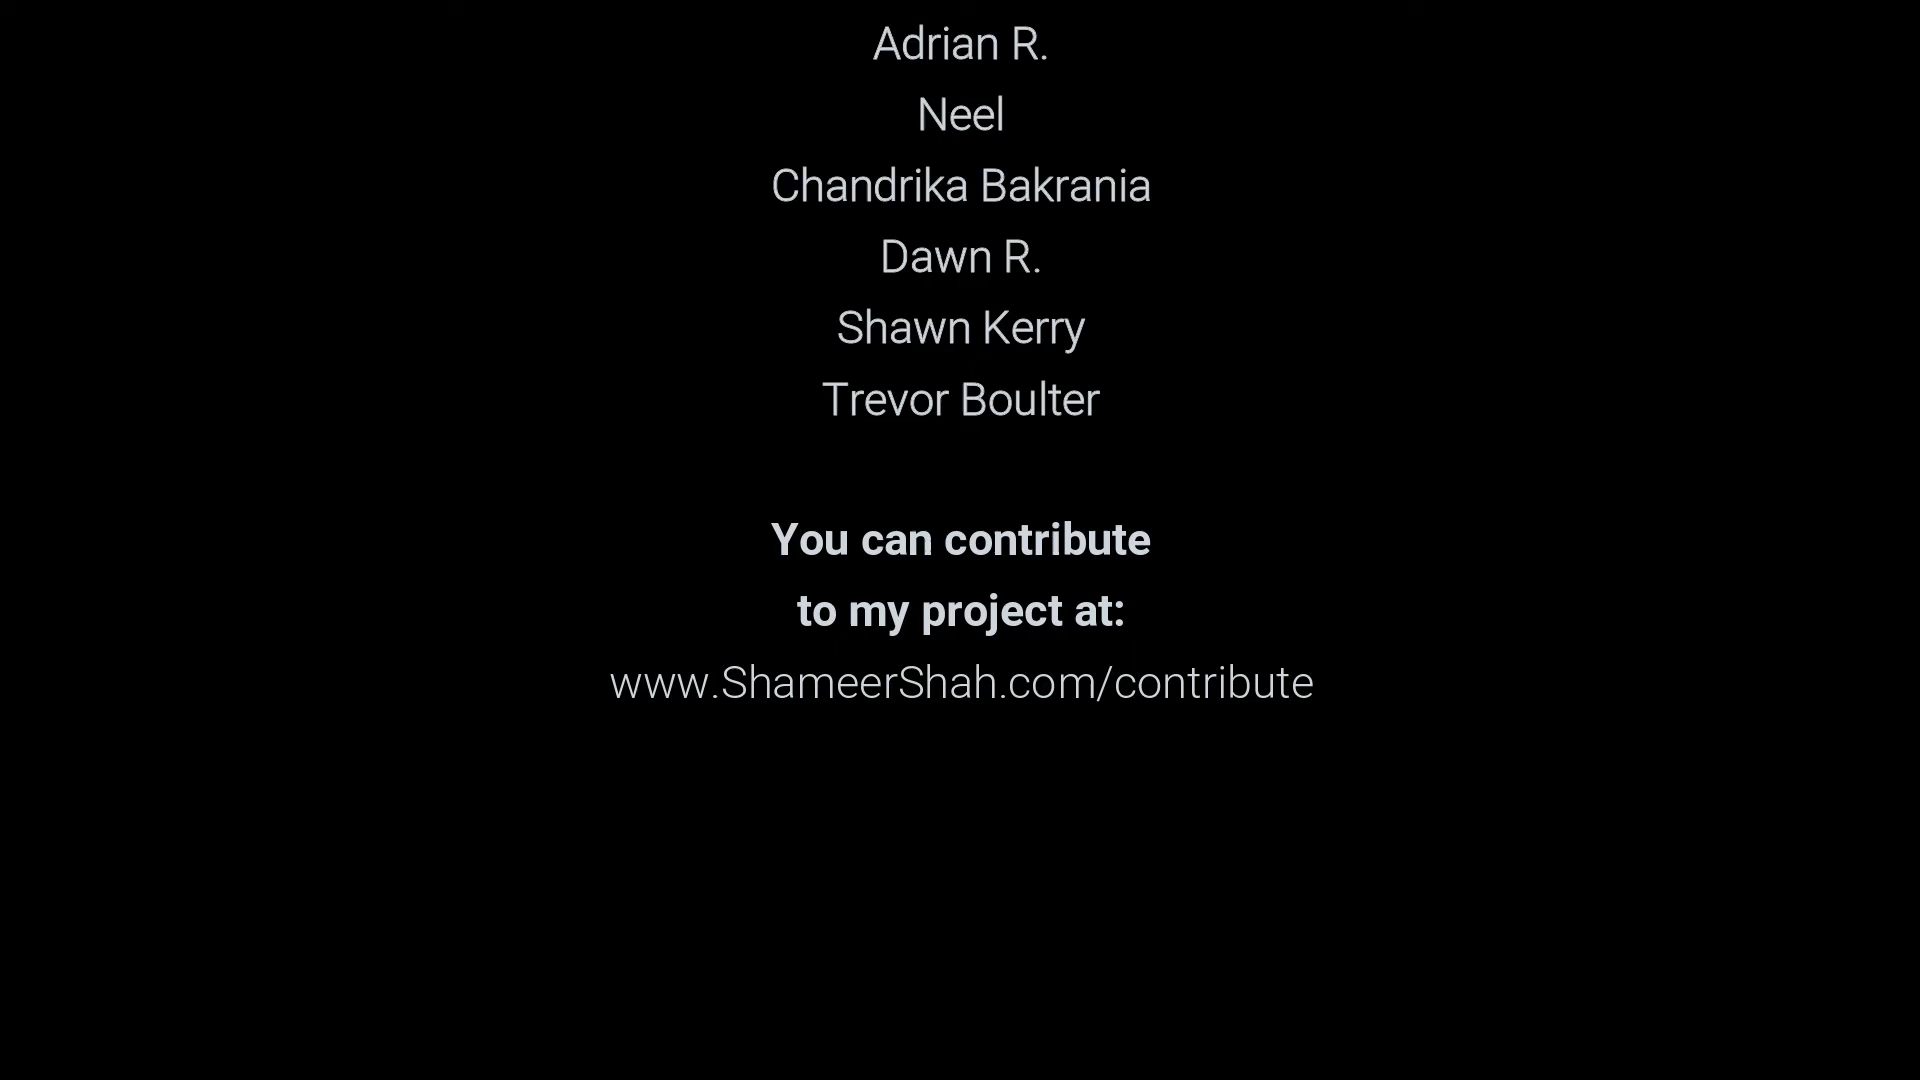 Adrian R.
Neel
Chandrika Bakrania
Dawn R.
Shawn Kerry
Trevor Boulter
You can contribute
to my project at:
www.ShameerShah.com/contribute